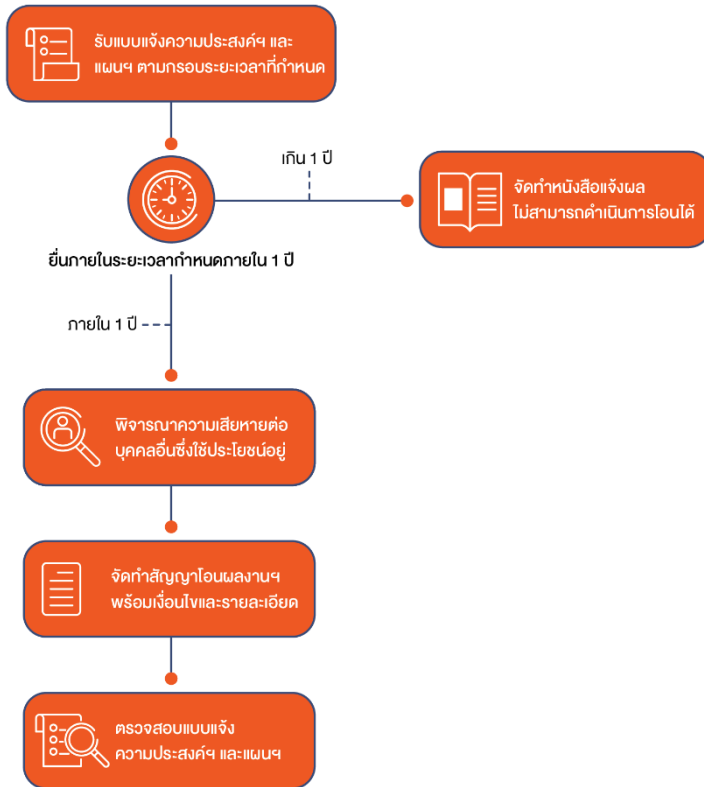 รับแบบแจ้งความประสงค์ฯ และ
แผนฯ ตามกรอบระยะเวลาที่กำหนด
เกิน 1 ปี
จัดทำหนังสือแจ้งผล
ไม่สามารถดำเนินการโอนได้
ยื่นภายในระยะเวลากำหนดภายใน 1 ปี
ภายใน 1 ปี
พิจารณาความเสียหายต่อ
บุคคลอื่นซึ่งใช้ประโยชน์อยู่
จัดทำสัญญาโอนผลงานฯ
พร้อมเงื่อนไขและรายละเอียด
ตรวจสอบแบบแจ้ง
ความประสงค์ฯ และแผนฯ